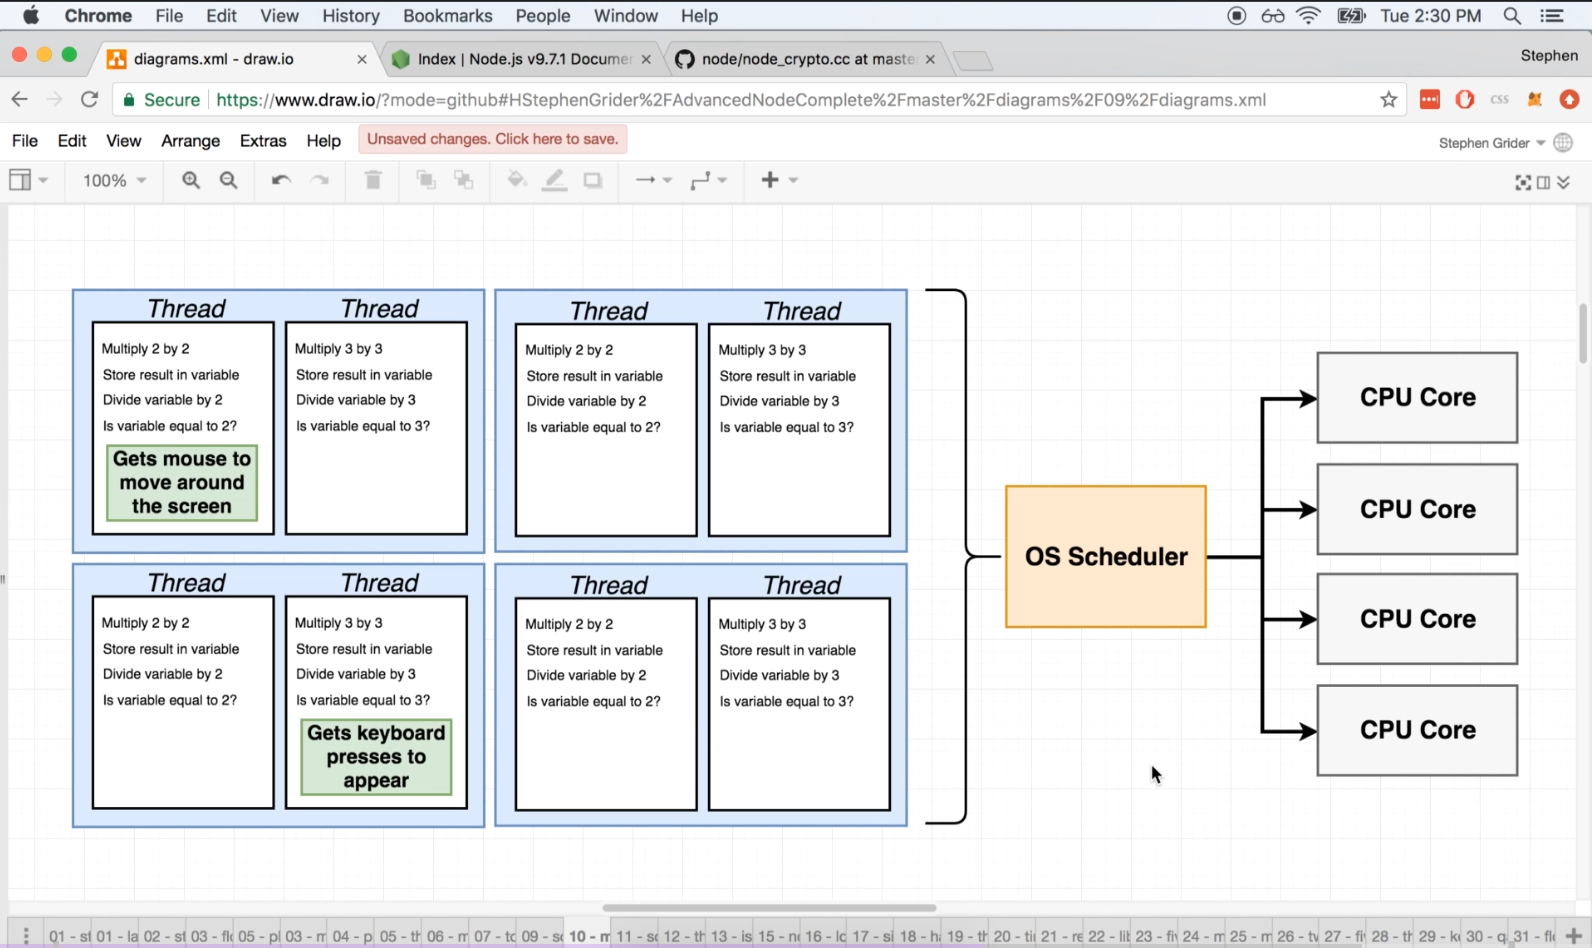 Chrome File Edit View History Bookmarks People Window Help Tue 2:30 PM
diagrams.xml - draw.io
Index | Node.js v9.7.1 Documen
node/node_crypto.cc at maste
Stephen
Secure https://www.draw.io/?mode=github#HStephenGrider%2FAdvancedNodeComplete%2Fmaster%2Fdiagrams%2F09%2Fdiagrams.xml
CSS
File Edit View Arrange Extras Help Unsaved changes. Click here to save. Stephen Grider
100%
Thread
Multiply 2 by 2
Store result in variable
Divide variable by 2
Is variable equal to 2?
Gets mouse to
move around
the screen
Thread
Multiply 3 by 3
Store result in variable
Divide variable by 3
Is variable equal to 3?
Thread
Multiply 2 by 2
Store result in variable
Divide variable by 2
Is variable equal to 2?
Thread
Multiply 3 by 3
Store result in variable
Divide variable by 3
Is variable equal to 3?
Thread
Multiply 2 by 2
Store result in variable
Divide variable by 2
Is variable equal to 2?
Thread
Multiply 3 by 3
Store result in variable
Divide variable by 3
Is variable equal to 3?
Gets keyboard
presses to
appear
Thread
Multiply 2 by 2
Store result in variable
Divide variable by 2
Is variable equal to 2?
Thread
Multiply 3 by 3
Store result in variable
Divide variable by 3
Is variable equal to 3?
OS Scheduler
CPU Core
CPU Core
CPU Core
CPU Core
01 - st 01 - la 02 - st 03 - flo 05 - pl 03 - m 04 - p 05 - th 06 - m 07 - to 09 - so 10 - m 11 - so 12 - th 13 - is 15 - n 16 - lo 17 - si 18 - ha 19 - th 20 - ti 21 - re 22 - lib 23 - fi 24 - m 25 - m 26 - tw 27 - fi 28 - th 29 - ke 30 - q 31 - fl